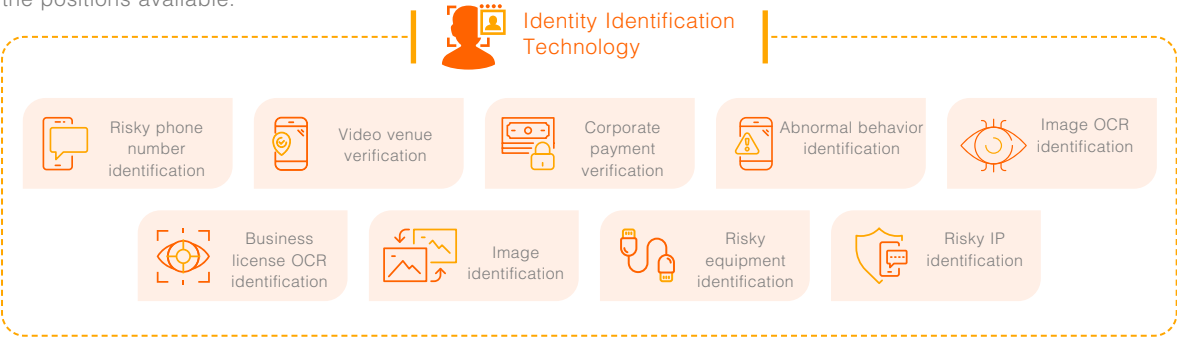 the positions available.
Identity Identification
Technology
Risky phone
number
identification
Video venue
verification
Corporate
payment
verification
Abnormal behavior
identification
Image OCR
identification
Business
license OCR
identification
Image
identification
Risky
equipment
identification
Risky IP
identification